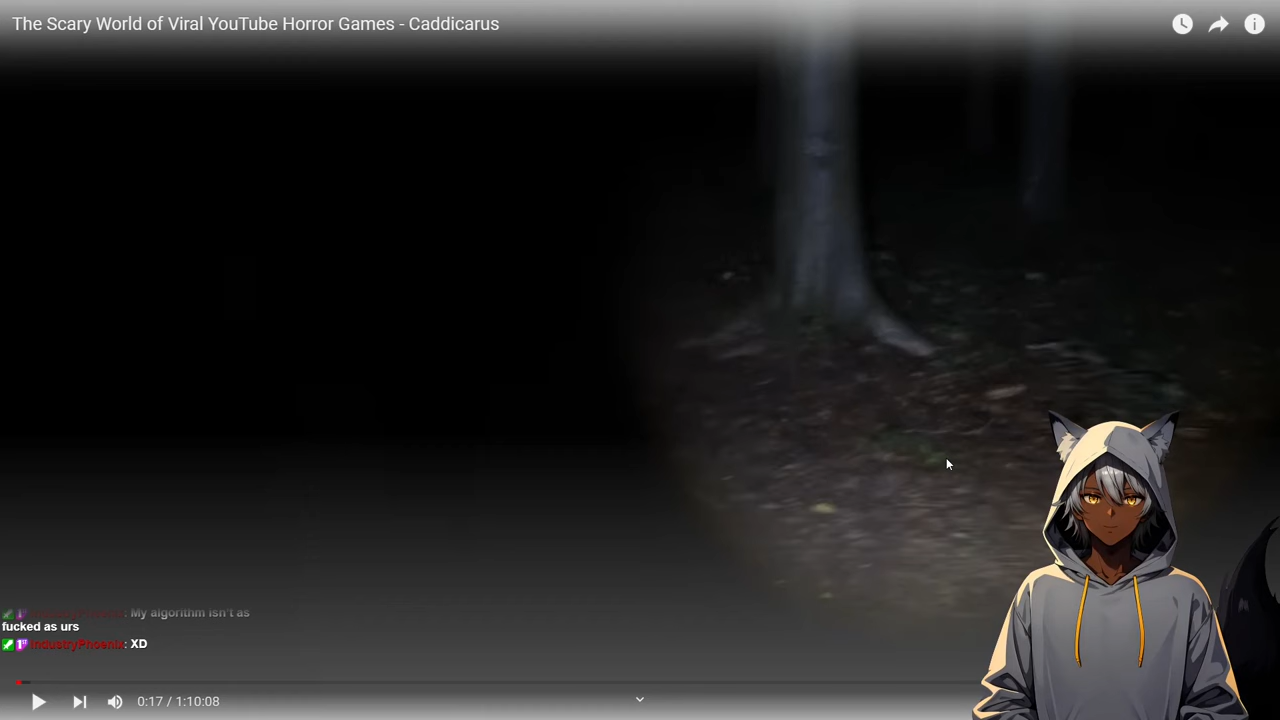 The Scary World of Viral YouTube Horror Games - Caddicarus
IndustryPhoenix: My algorithm isn't as
fucked as urs
IndustryPhoenix: XD
0:17 / 1:10:08